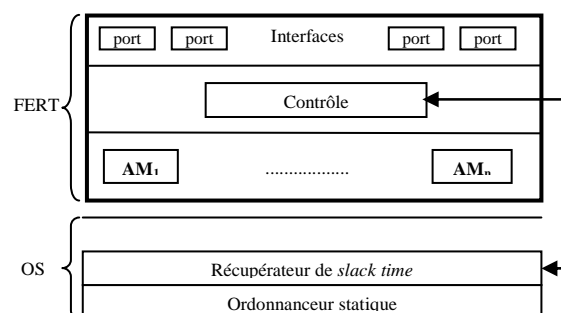 port port Interfaces port port
FERT
Contrôle
AM₁ .................. AMₙ
OS
Récupérateur de slack time
Ordonnanceur statique